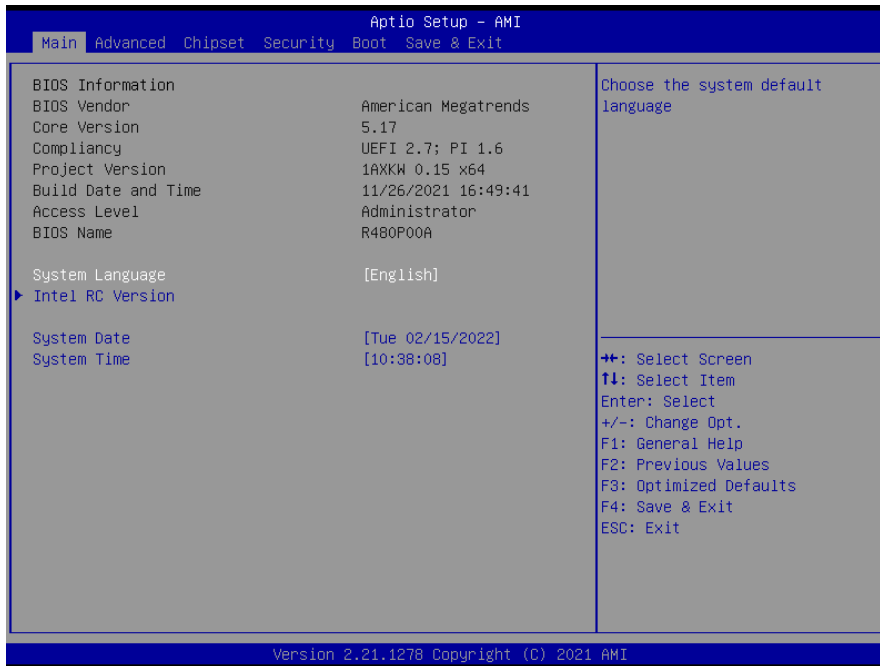 Aptio Setup – AMI
Main Advanced Chipset Security Boot Save & Exit
BIOS Information
BIOS Vendor American Megatrends
Core Version 5.17
Compliancy UEFI 2.7; PI 1.6
Project Version 1AXKW 0.15 x64
Build Date and Time 11/26/2021 16:49:41
Access Level Administrator
BIOS Name R480P00A
System Language [English]
Intel RC Version
System Date [Tue 02/15/2022]
System Time [10:38:08]
Choose the system default
language
→←: Select Screen
↑↓: Select Item
Enter: Select
+/-: Change Opt.
F1: General Help
F2: Previous Values
F3: Optimized Defaults
F4: Save & Exit
ESC: Exit
Version 2.21.1278 Copyright (C) 2021 AMI